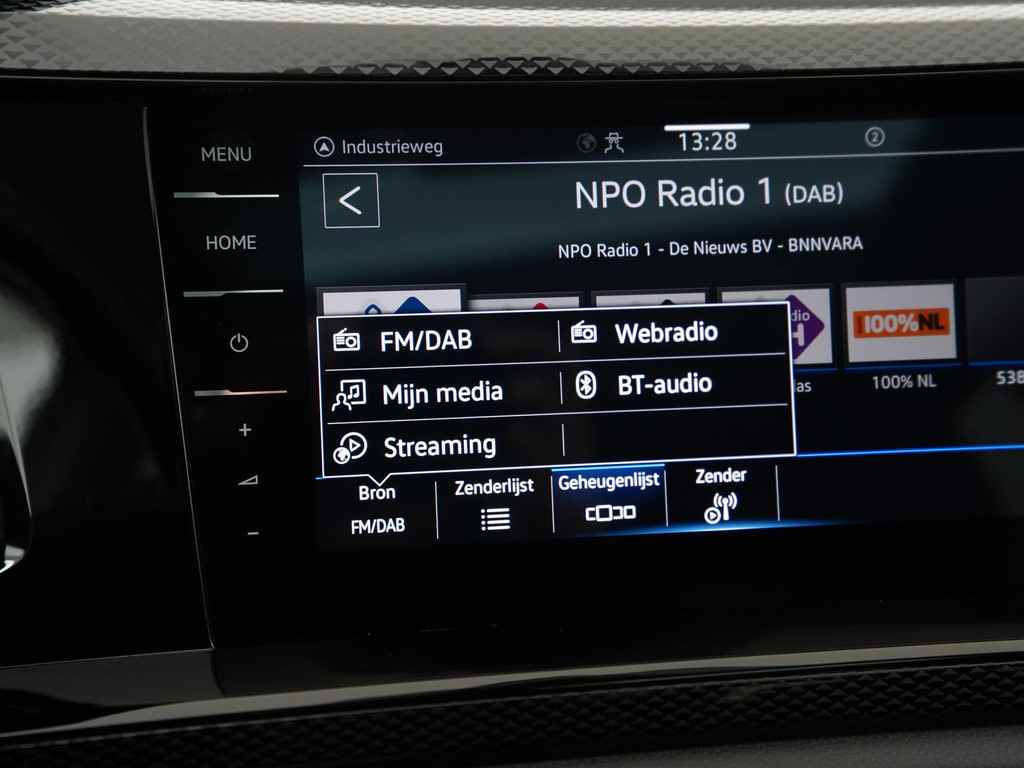 MENU
HOME
Industrieweg
13:28
2
NPO Radio 1 (DAB)
NPO Radio 1 - De Nieuws BV - BNNVARA
FM/DAB
Webradio
Mijn media
BT-audio
Streaming
100%NL
100% NL
538
Bron
FM/DAB
Zenderlijst
Geheugenlijst
Zender